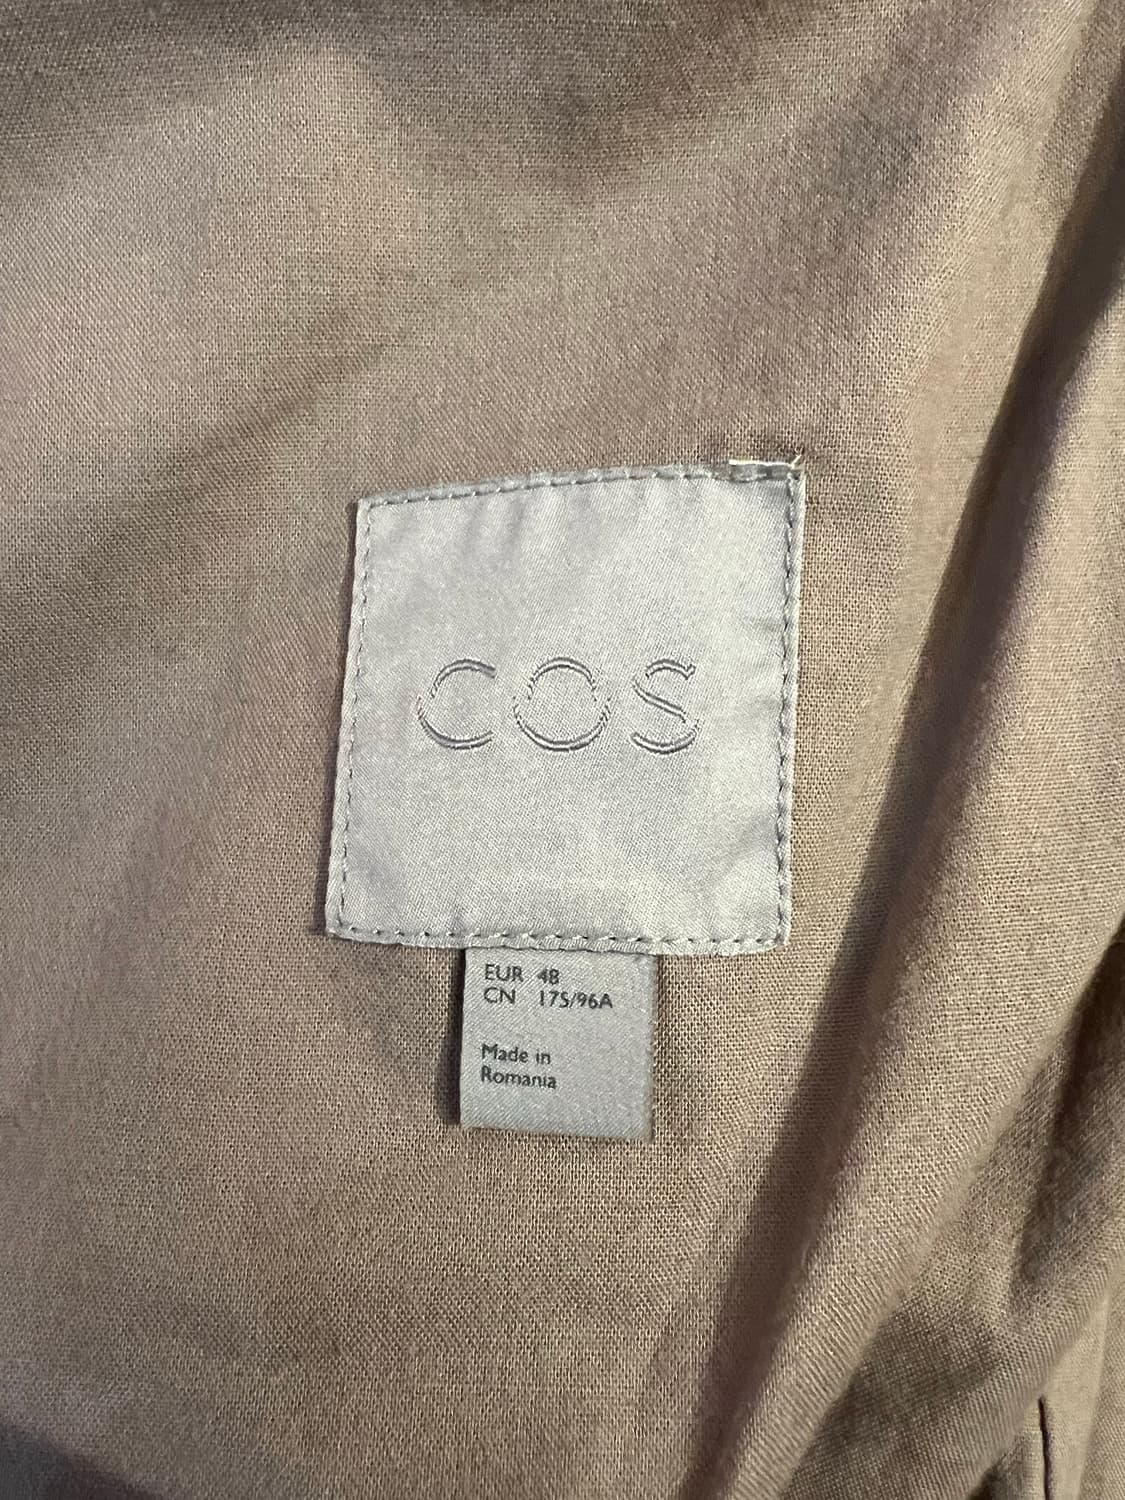 COS
EUR 48
CN 175/96A
Made in
Romania